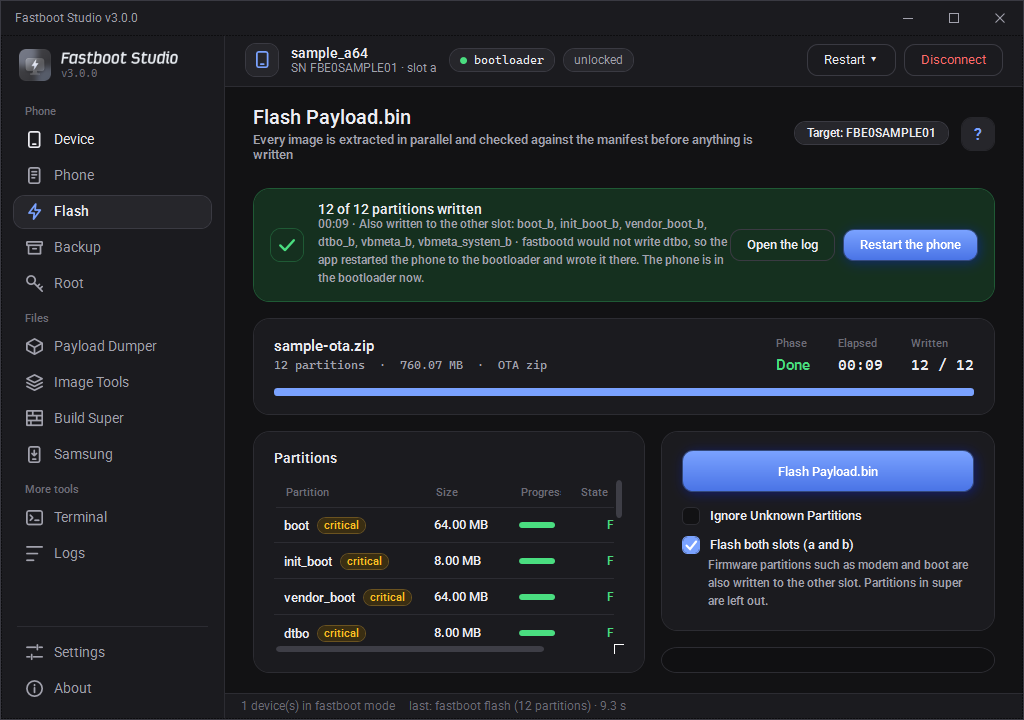 Fastboot Studio v3.0.0
Fastboot Studio
v3.0.0
Phone
Device
Phone
Flash
Backup
Root
Files
Payload Dumper
Image Tools
Build Super
Samsung
More tools
Terminal
Logs
Settings
About
sample_a64
SN FBE0SAMPLE01 · slot a
bootloader
unlocked
Restart ▾
Disconnect
Flash Payload.bin
Every image is extracted in parallel and checked against the manifest before anything is
written
Target: FBE0SAMPLE01
?
12 of 12 partitions written
00:09 · Also written to the other slot: boot_b, init_boot_b, vendor_boot_b,
dtbo_b, vbmeta_b, vbmeta_system_b · fastbootd would not write dtbo, so the
app restarted the phone to the bootloader and wrote it there. The phone is in
the bootloader now.
Open the log
Restart the phone
sample-ota.zip
12 partitions · 760.07 MB · OTA zip
Phase Elapsed Written
Done 00:09 12 / 12
Partitions
Partition Size Progres State
boot critical 64.00 MB F
init_boot critical 8.00 MB F
vendor_boot critical 64.00 MB F
dtbo critical 8.00 MB F
Flash Payload.bin
Ignore Unknown Partitions
Flash both slots (a and b)
Firmware partitions such as modem and boot are
also written to the other slot. Partitions in super
are left out.
1 device(s) in fastboot mode last: fastboot flash (12 partitions) · 9.3 s